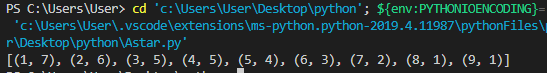 PS C:\Users\User> cd 'c:\Users\User\Desktop\python'; ${env:PYTHONIOENCODING}=
'c:\Users\User\.vscode\extensions\ms-python.python-2019.4.11987\pythonFiles\p
r\Desktop\python\Astar.py'
[(1, 7), (2, 6), (3, 5), (4, 5), (5, 4), (6, 3), (7, 2), (8, 1), (9, 1)]